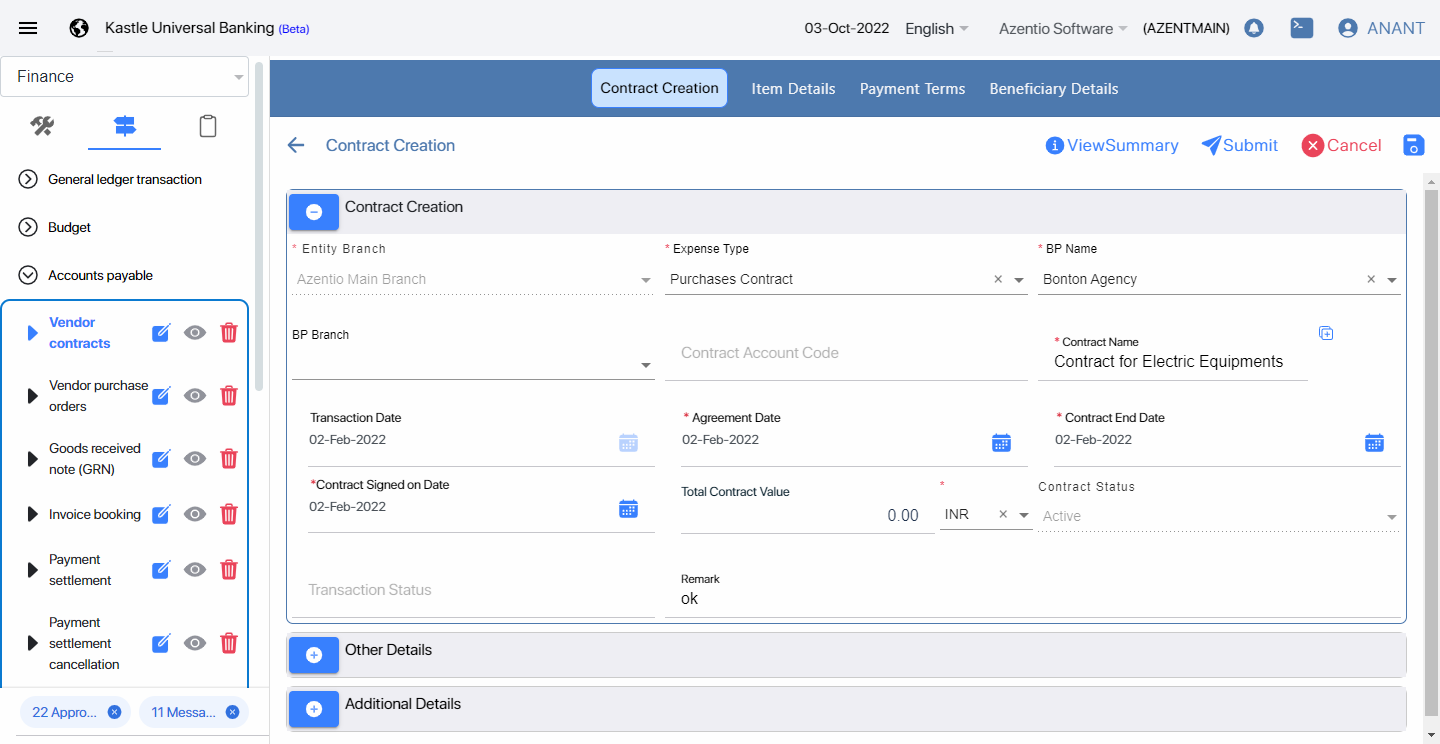 Kastle Universal Banking (Beta)
03-Oct-2022
English
Azentio Software
(AZENTMAIN)
ANANT
Finance
General ledger transaction
Budget
Accounts payable
Vendor
contracts
Vendor purchase
orders
Goods received
note (GRN)
Invoice booking
Payment
settlement
Payment
settlement
cancellation
22 Appro...
11 Messa...
Contract Creation
Item Details
Payment Terms
Beneficiary Details
Contract Creation
ViewSummary
Submit
Cancel
Contract Creation
* Entity Branch
Azentio Main Branch
* Expense Type
Purchases Contract
* BP Name
Bonton Agency
BP Branch
Contract Account Code
* Contract Name
Contract for Electric Equipments
Transaction Date
02-Feb-2022
* Agreement Date
02-Feb-2022
* Contract End Date
02-Feb-2022
*Contract Signed on Date
02-Feb-2022
Total Contract Value
0.00
*
INR
Contract Status
Active
Transaction Status
Remark
ok
Other Details
Additional Details